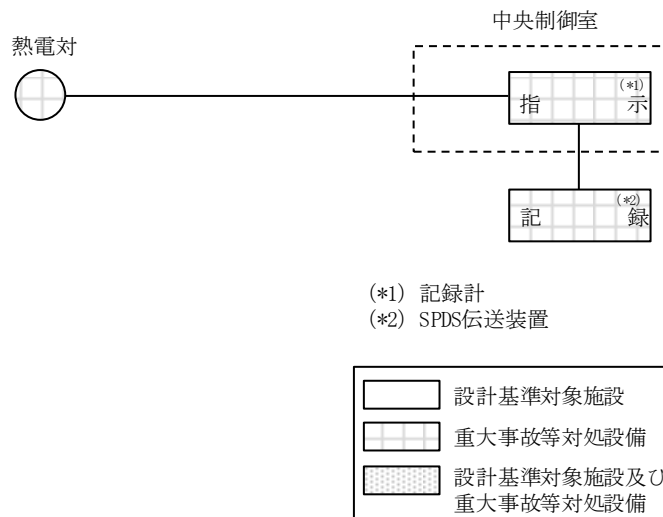 中央制御室
熱電対
(*1)
指 示
(*2)
記 録
(*1) 記録計
(*2) SPDS伝送装置
設計基準対象施設
重大事故等対処設備
設計基準対象施設及び
重大事故等対処設備